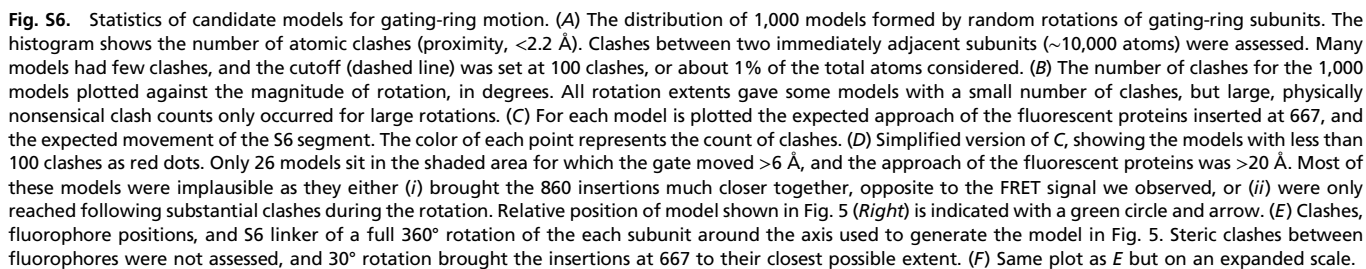 Fig. S6. Statistics of candidate models for gating-ring motion. (A) The distribution of 1,000 models formed by random rotations of gating-ring subunits. The
histogram shows the number of atomic clashes (proximity, <2.2 Å). Clashes between two immediately adjacent subunits (~10,000 atoms) were assessed. Many
models had few clashes, and the cutoff (dashed line) was set at 100 clashes, or about 1% of the total atoms considered. (B) The number of clashes for the 1,000
models plotted against the magnitude of rotation, in degrees. All rotation extents gave some models with a small number of clashes, but large, physically
nonsensical clash counts only occurred for large rotations. (C) For each model is plotted the expected approach of the fluorescent proteins inserted at 667, and
the expected movement of the S6 segment. The color of each point represents the count of clashes. (D) Simplified version of C, showing the models with less than
100 clashes as red dots. Only 26 models sit in the shaded area for which the gate moved >6 Å, and the approach of the fluorescent proteins was >20 Å. Most of
these models were implausible as they either (i) brought the 860 insertions much closer together, opposite to the FRET signal we observed, or (ii) were only
reached following substantial clashes during the rotation. Relative position of model shown in Fig. 5 (Right) is indicated with a green circle and arrow. (E) Clashes,
fluorophore positions, and S6 linker of a full 360° rotation of the each subunit around the axis used to generate the model in Fig. 5. Steric clashes between
fluorophores were not assessed, and 30° rotation brought the insertions at 667 to their closest possible extent. (F) Same plot as E but on an expanded scale.